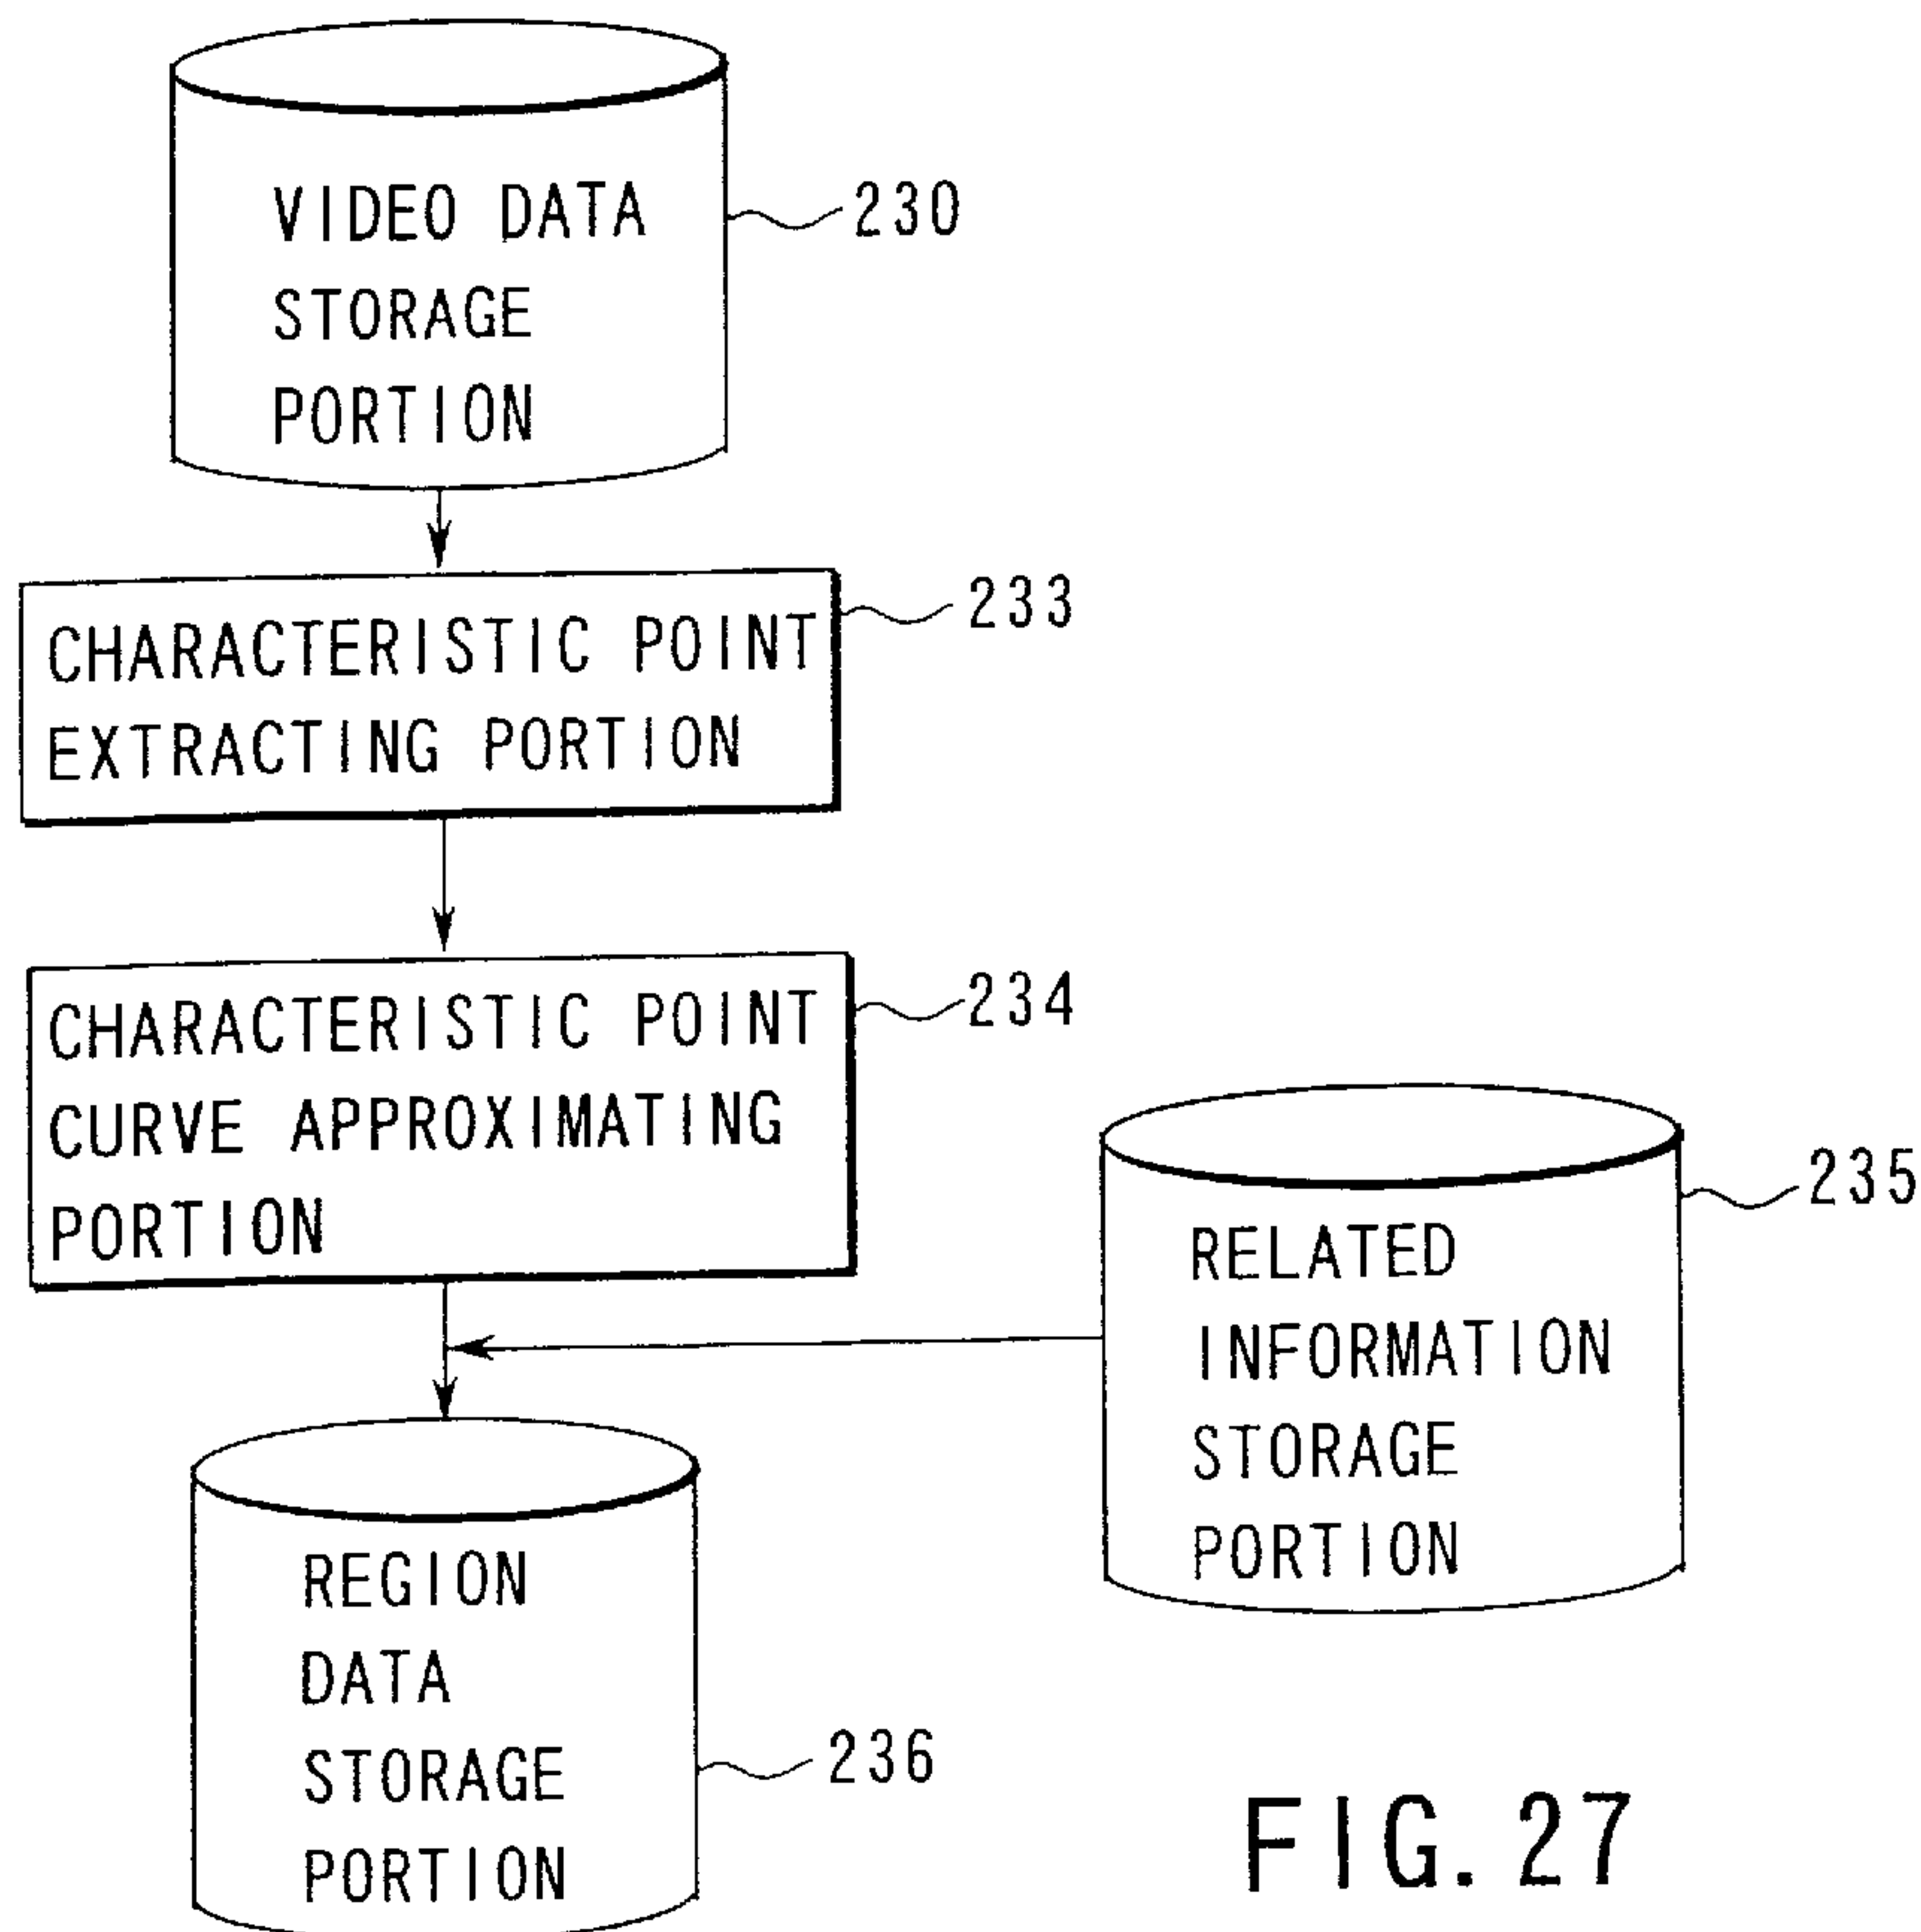 VIDEO DATA
STORAGE
PORTION
230
CHARACTERISTIC POINT
EXTRACTING PORTION
233
CHARACTERISTIC POINT
CURVE APPROXIMATING
PORTION
234
RELATED
INFORMATION
STORAGE
PORTION
235
REGION
DATA
STORAGE
PORTION
236
FIG. 27